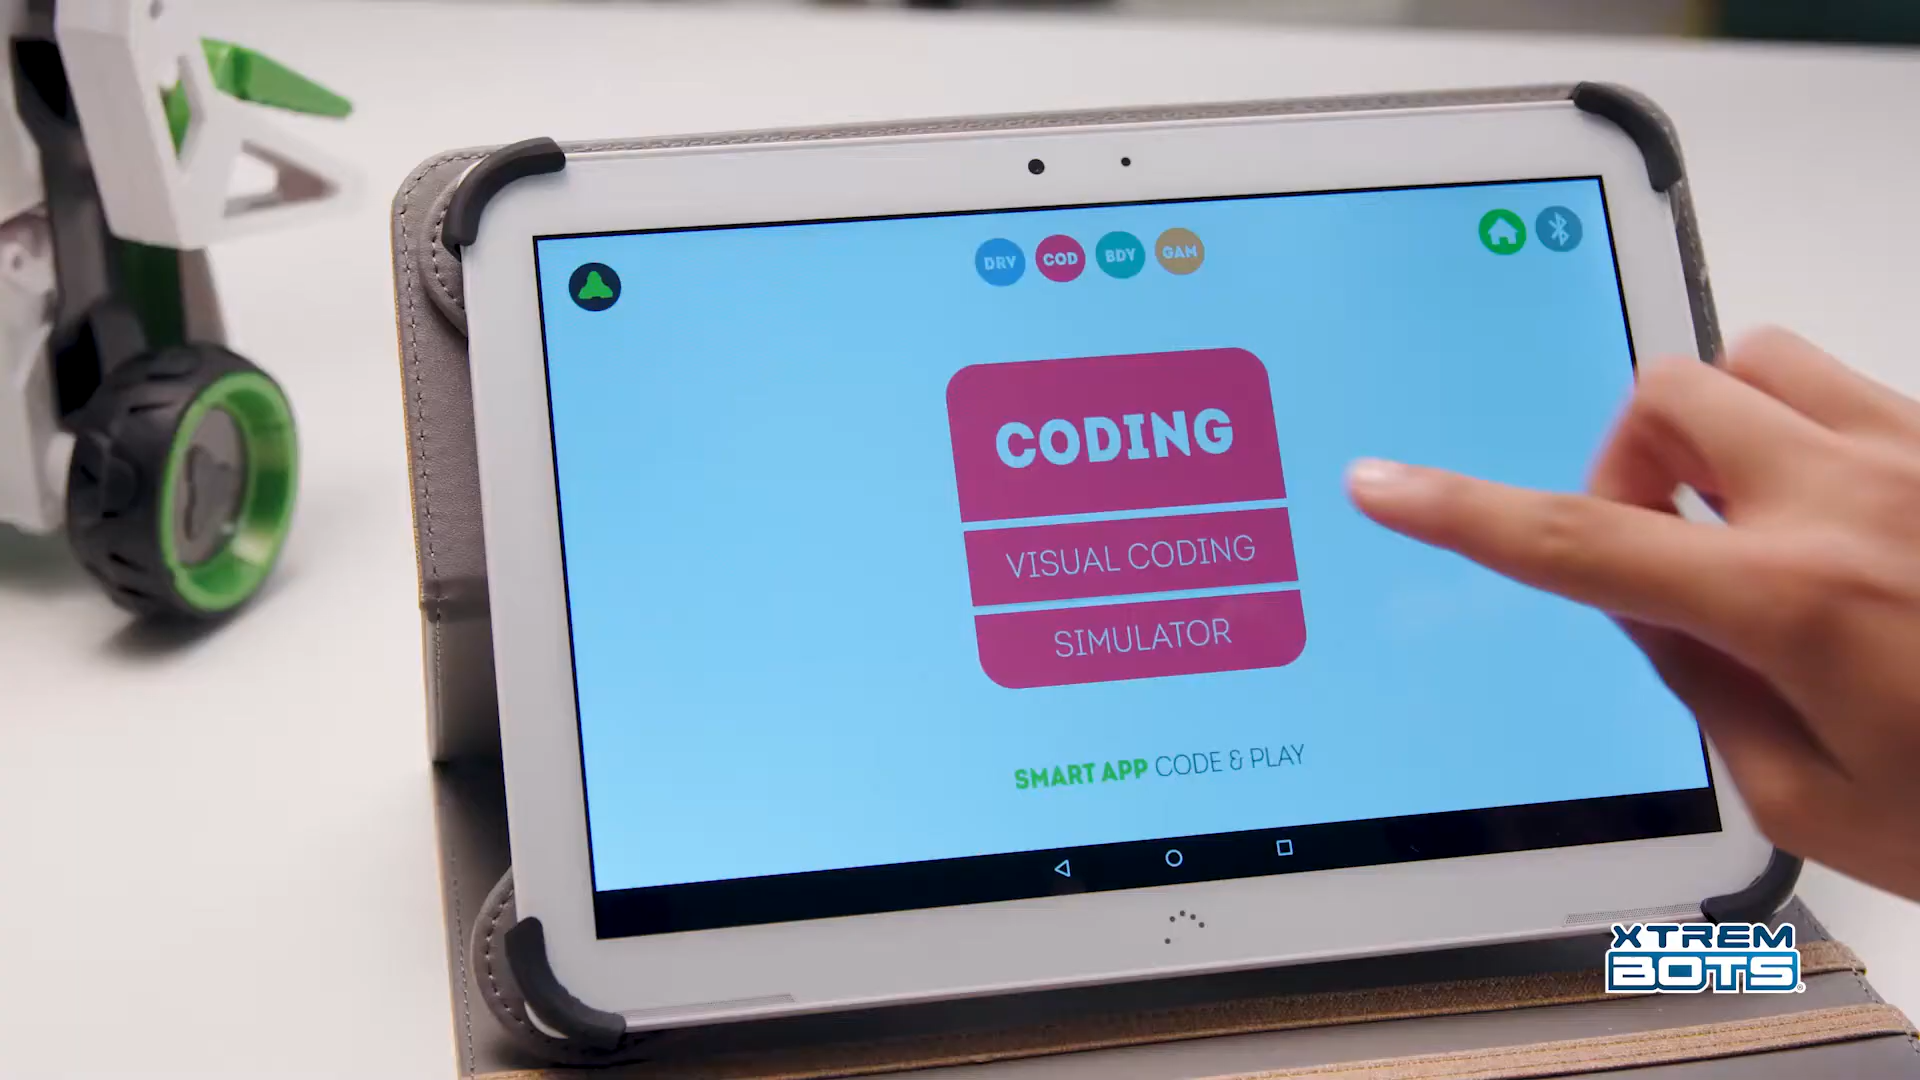 DRV COD BDY GAM
CODING
VISUAL CODING
SIMULATOR
SMART APP CODE & PLAY
XTREM
BOTS